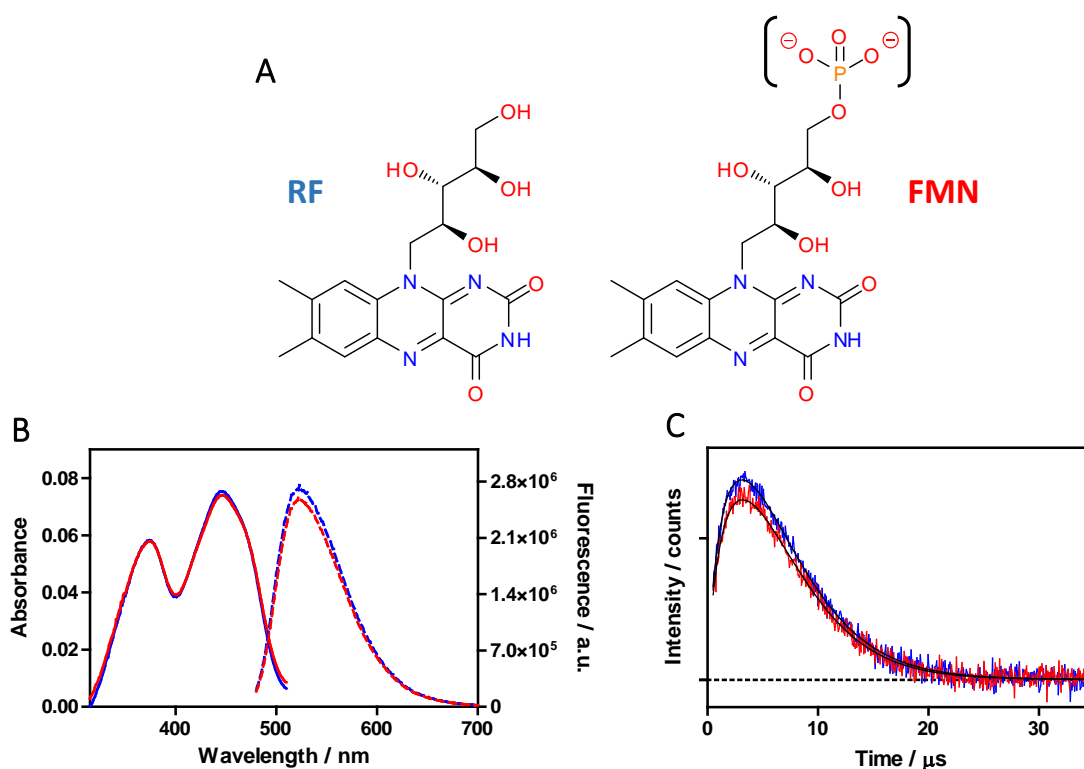 A
RF
OH
HO
OH
OH
N
N
O
N
NH
O
⊖
O
⊖
O
P
O
O
HO
OH
OH
FMN
N
N
O
N
NH
O
B
0.08
0.06
0.04
0.02
0.00
Absorbance
400
500
600
700
Wavelength / nm
2.8×10⁶
2.1×10⁶
1.4×10⁶
7.0×10⁵
0
Fluorescence / a.u.
C
Intensity / counts
0
10
20
30
Time / μs